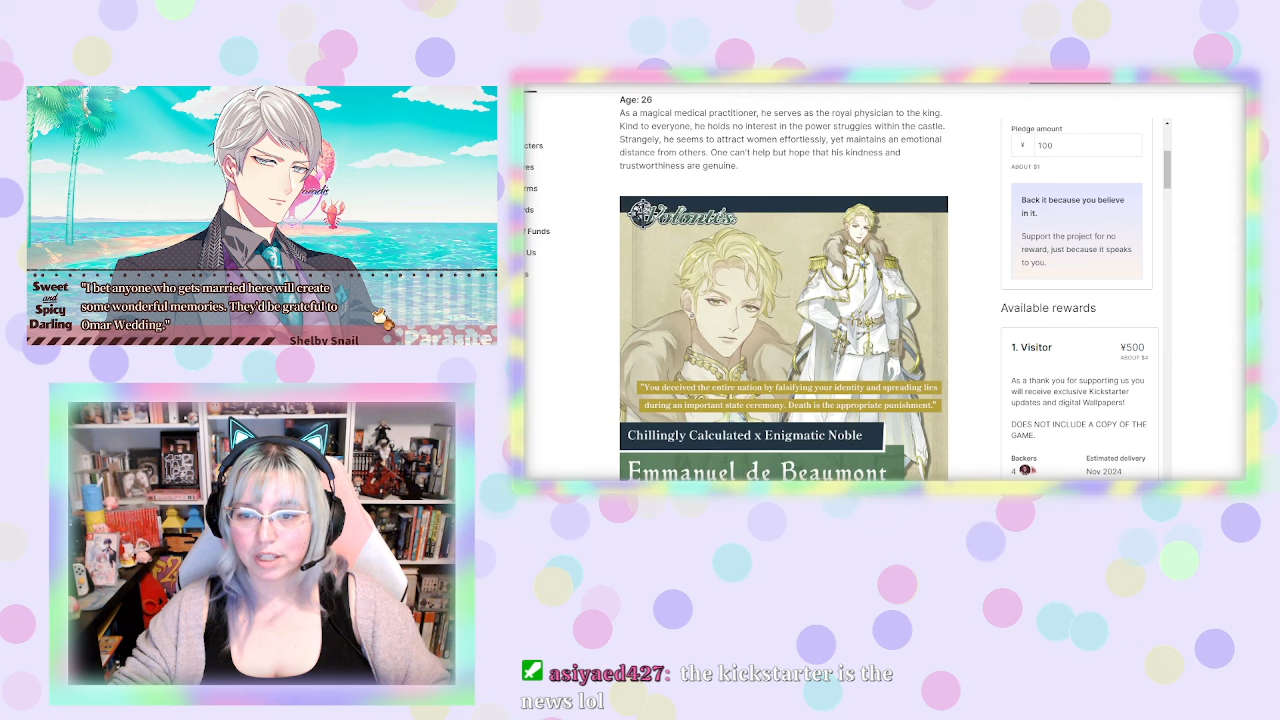 Paradis
"I bet anyone who gets married here will create
some wonderful memories. They'd be grateful to
Omar Wedding."
Sweet
and
Spicy
Darling
Shelby Snail
Parasite
Age: 26
As a magical medical practitioner, he serves as the royal physician to the king.
Kind to everyone, he holds no interest in the power struggles within the castle.
Strangely, he seems to attract women effortlessly, yet maintains an emotional
distance from others. One can't help but hope that his kindness and
trustworthiness are genuine.
cters
es
rms
rds
f Funds
Us
s
Volontis
"You deceived the entire nation by falsifying your identity and spreading lies
during an important state ceremony. Death is the appropriate punishment."
Chillingly Calculated x Enigmatic Noble
Emmanuel de Beaumont
Pledge amount
¥ 100
ABOUT $1
Back it because you believe
in it.
Support the project for no
reward, just because it speaks
to you.
Available rewards
1. Visitor ¥500
ABOUT $4
As a thank you for supporting us you
will receive exclusive Kickstarter
updates and digital Wallpapers!
DOES NOT INCLUDE A COPY OF THE
GAME.
Backers Estimated delivery
4 Nov 2024
asiyaed427: the kickstarter is the
news lol